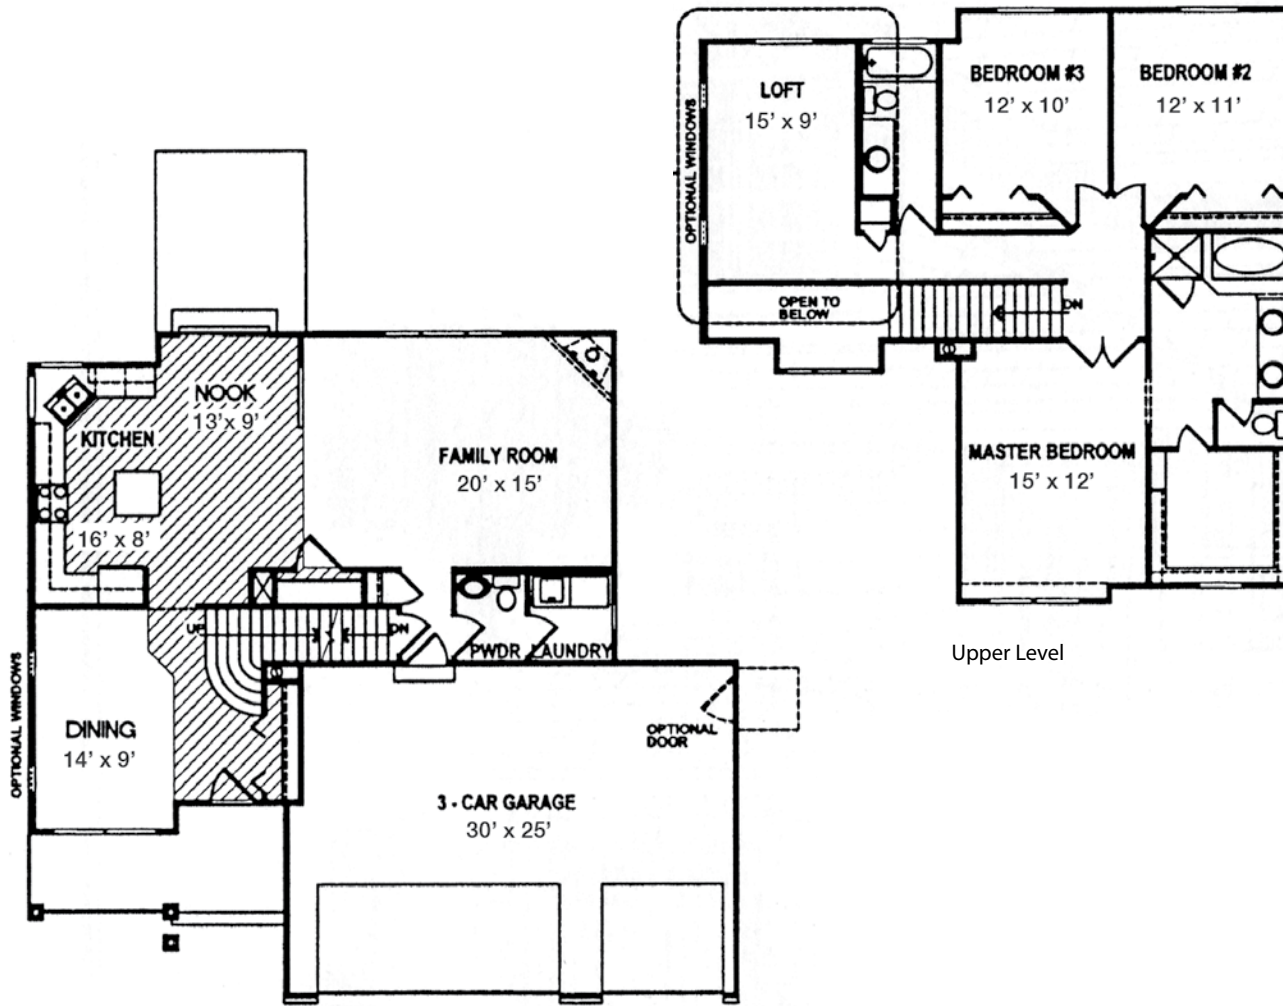 NOOK
13' x 9'
KITCHEN
16' x 8'
FAMILY ROOM
20' x 15'
UP
DN
PWDR
LAUNDRY
OPTIONAL WINDOWS
DINING
14' x 9'
OPTIONAL
DOOR
3 - CAR GARAGE
30' x 25'
OPTIONAL WINDOWS
LOFT
15' x 9'
BEDROOM #3
12' x 10'
BEDROOM #2
12' x 11'
OPEN TO
BELOW
DN
MASTER BEDROOM
15' x 12'
Upper Level